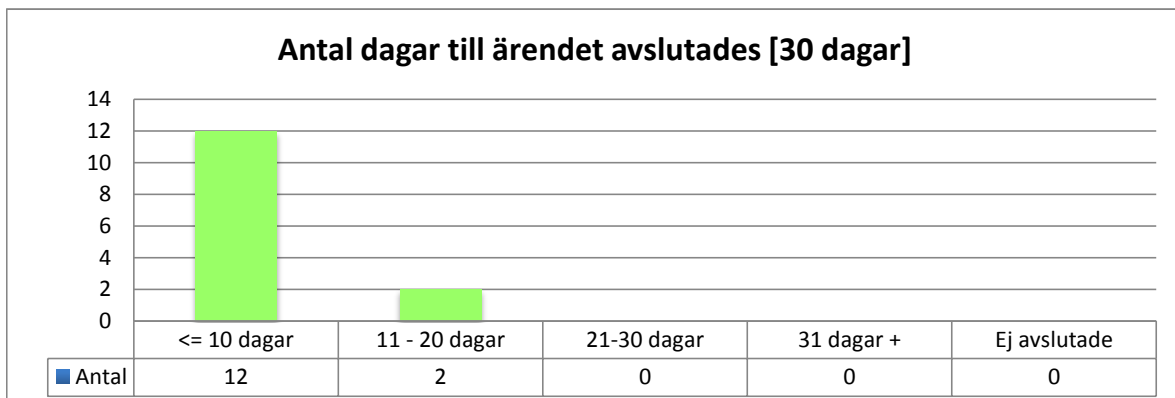 Antal dagar till ärendet avslutades [30 dagar]
14
12
10
8
6
4
2
0
<= 10 dagar 11 - 20 dagar 21-30 dagar 31 dagar + Ej avslutade
Antal 12 2 0 0 0